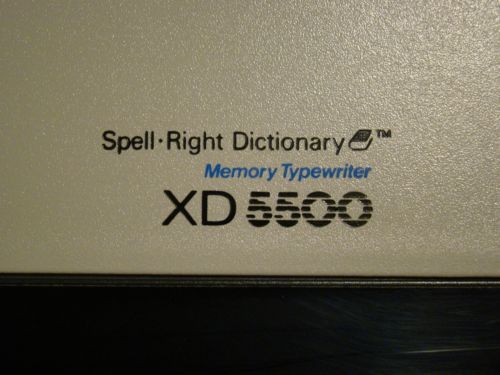 Spell·Right Dictionary™
Memory Typewriter
XD 5500